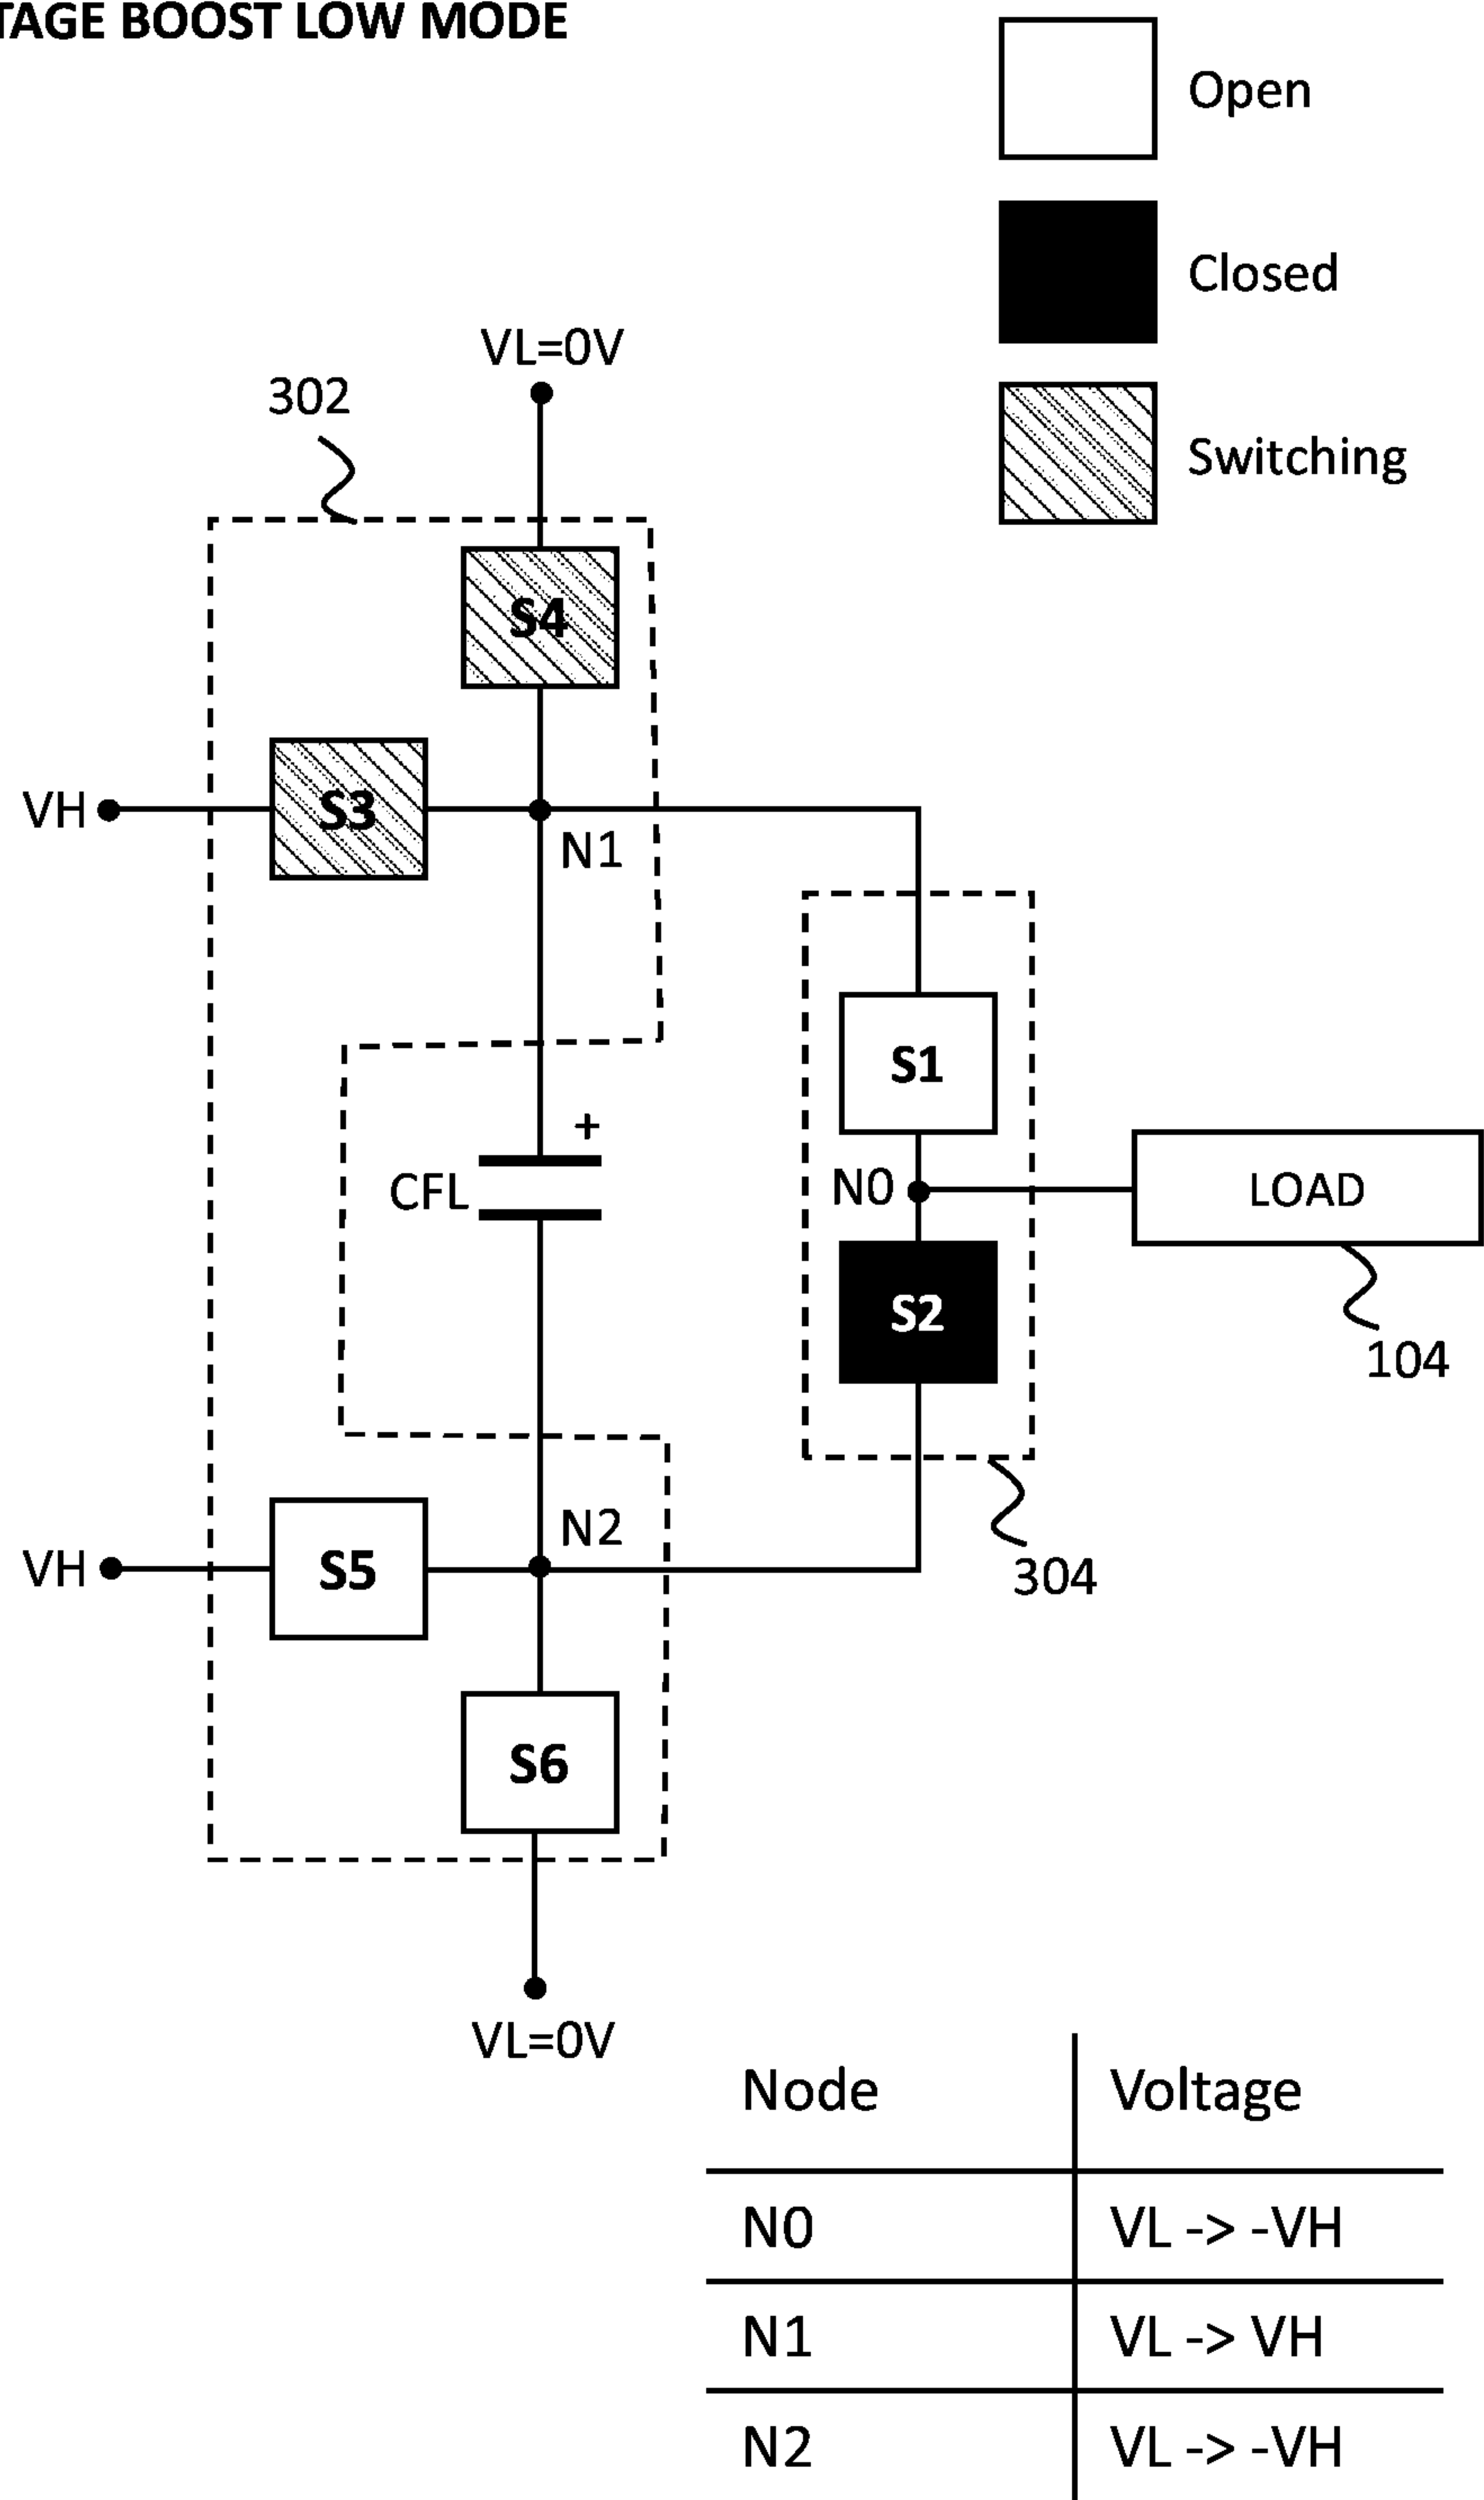 TAGE BOOST LOW MODE
Open
Closed
Switching
VL=0V
302
S4
VH
S3
N1
S1
+
CFL
N0
LOAD
S2
104
N2
VH
S5
304
S6
VL=0V
Node Voltage
N0 VL -> -VH
N1 VL -> VH
N2 VL -> -VH